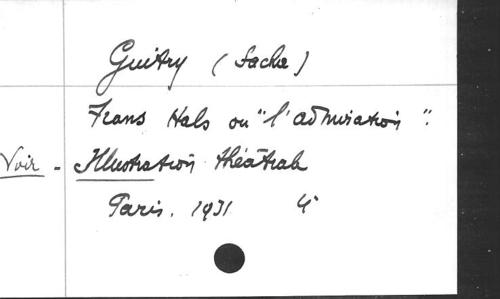 Guitry (Sacha)
Frans Hals ou "l'admiration".
Voir - Illustration théâtrale
Paris. 1931 4°